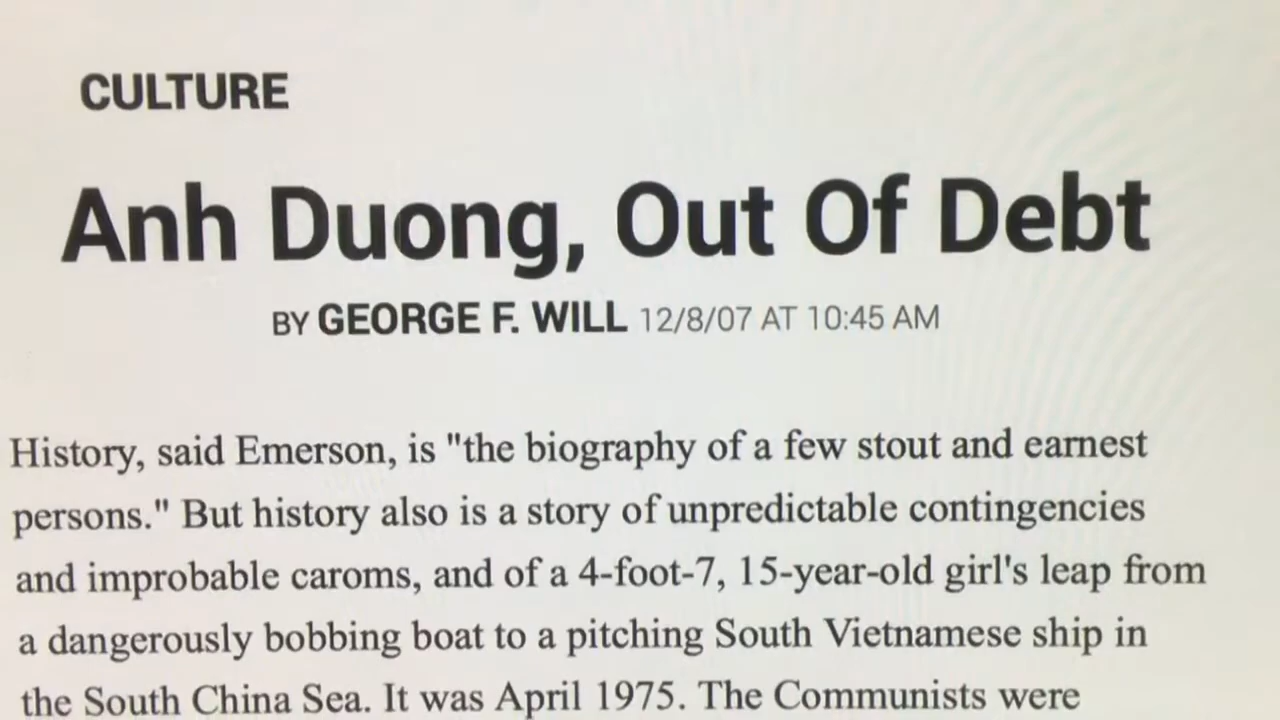 CULTURE
Anh Duong, Out Of Debt
BY GEORGE F. WILL 12/8/07 AT 10:45 AM
History, said Emerson, is "the biography of a few stout and earnest
persons." But history also is a story of unpredictable contingencies
and improbable caroms, and of a 4-foot-7, 15-year-old girl's leap from
a dangerously bobbing boat to a pitching South Vietnamese ship in
the South China Sea. It was April 1975. The Communists were